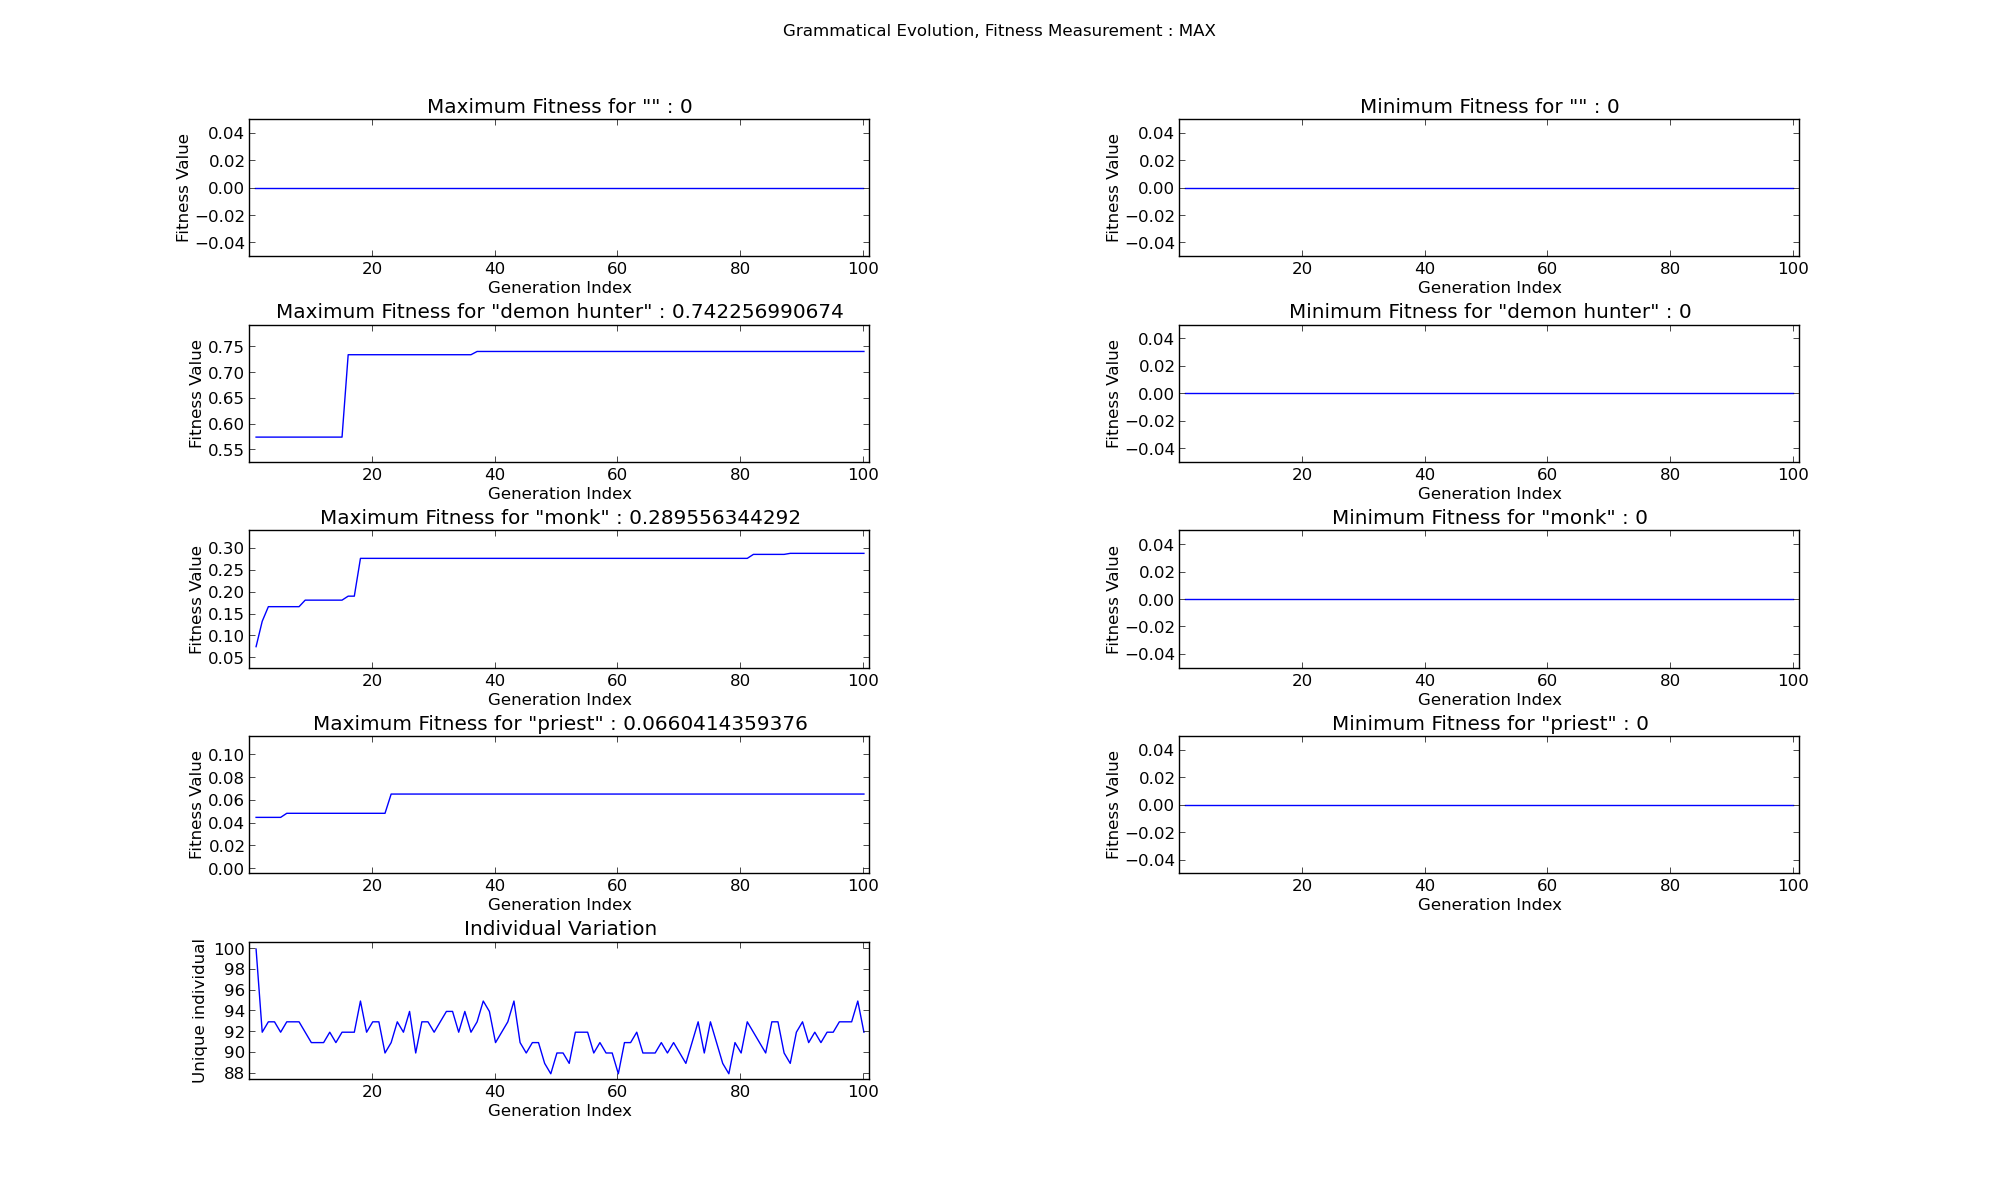 Grammatical Evolution, Fitness Measurement : MAX
Maximum Fitness for "" : 0
Fitness Value
0.04
0.02
0.00
−0.02
−0.04
20 40 60 80 100
Generation Index
Minimum Fitness for "" : 0
Fitness Value
0.04
0.02
0.00
−0.02
−0.04
20 40 60 80 100
Generation Index
Maximum Fitness for "demon hunter" : 0.742256990674
Fitness Value
0.75
0.70
0.65
0.60
0.55
20 40 60 80 100
Generation Index
Minimum Fitness for "demon hunter" : 0
Fitness Value
0.04
0.02
0.00
−0.02
−0.04
20 40 60 80 100
Generation Index
Maximum Fitness for "monk" : 0.289556344292
Fitness Value
0.30
0.25
0.20
0.15
0.10
0.05
20 40 60 80 100
Generation Index
Minimum Fitness for "monk" : 0
Fitness Value
0.04
0.02
0.00
−0.02
−0.04
20 40 60 80 100
Generation Index
Maximum Fitness for "priest" : 0.0660414359376
Fitness Value
0.10
0.08
0.06
0.04
0.02
0.00
20 40 60 80 100
Generation Index
Minimum Fitness for "priest" : 0
Fitness Value
0.04
0.02
0.00
−0.02
−0.04
20 40 60 80 100
Generation Index
Individual Variation
Unique individual
100
98
96
94
92
90
88
20 40 60 80 100
Generation Index